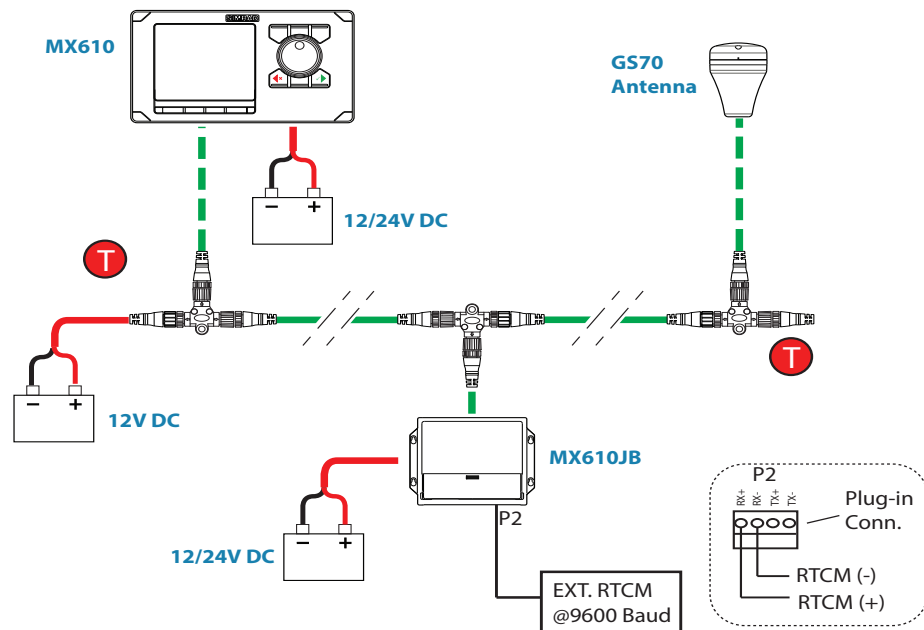 SIMRAD
MX610
GS70
Antenna
− +
12/24V DC
T
T
− +
12V DC
MX610JB
P2
− +
12/24V DC
EXT. RTCM
@9600 Baud
P2
RX+ RX- TX+ TX-
Plug-in
Conn.
RTCM (-)
RTCM (+)